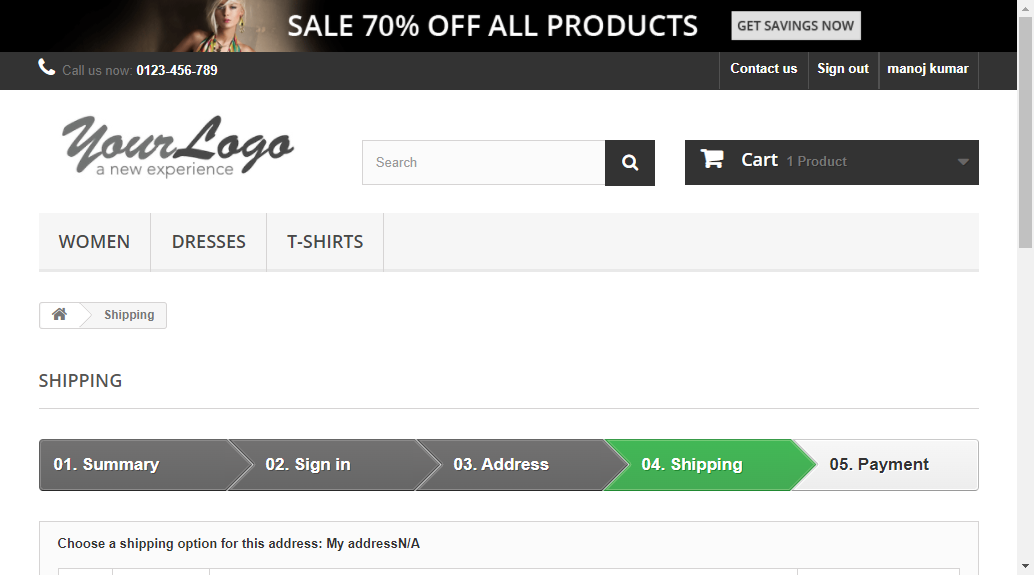 SALE 70% OFF ALL PRODUCTS GET SAVINGS NOW
Call us now: 0123-456-789 Contact us Sign out manoj kumar
YourLogo
a new experience
Search Cart 1 Product
WOMEN DRESSES T-SHIRTS
Shipping
SHIPPING
01. Summary 02. Sign in 03. Address 04. Shipping 05. Payment
Choose a shipping option for this address: My addressN/A